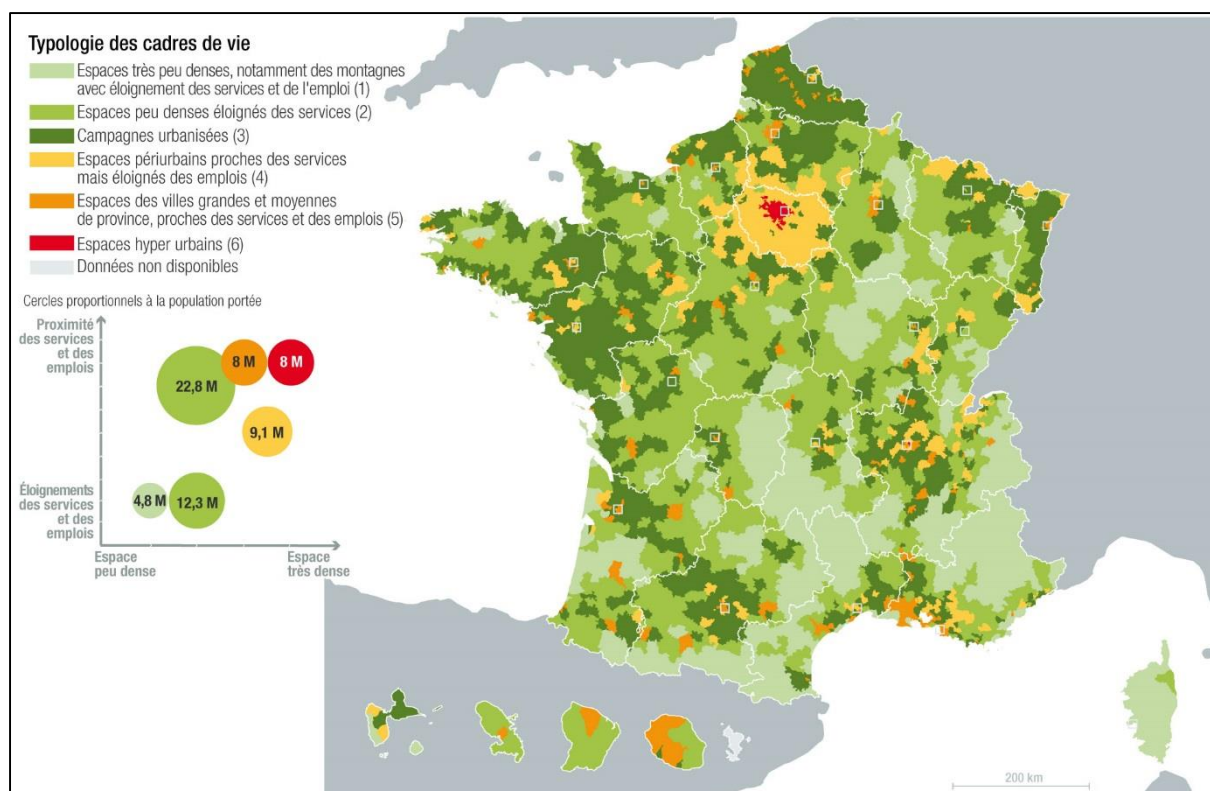 Typologie des cadres de vie
Espaces très peu denses, notamment des montagnes
avec éloignement des services et de l'emploi (1)
Espaces peu denses éloignés des services (2)
Campagnes urbanisées (3)
Espaces périurbains proches des services
mais éloignés des emplois (4)
Espaces des villes grandes et moyennes
de province, proches des services et des emplois (5)
Espaces hyper urbains (6)
Données non disponibles
Cercles proportionnels à la population portée
Proximité
des services
et des
emplois
22,8 M
8 M
8 M
9,1 M
4,8 M
12,3 M
Éloignements
des services
et des
emplois
Espace
peu dense
Espace
très dense
200 km